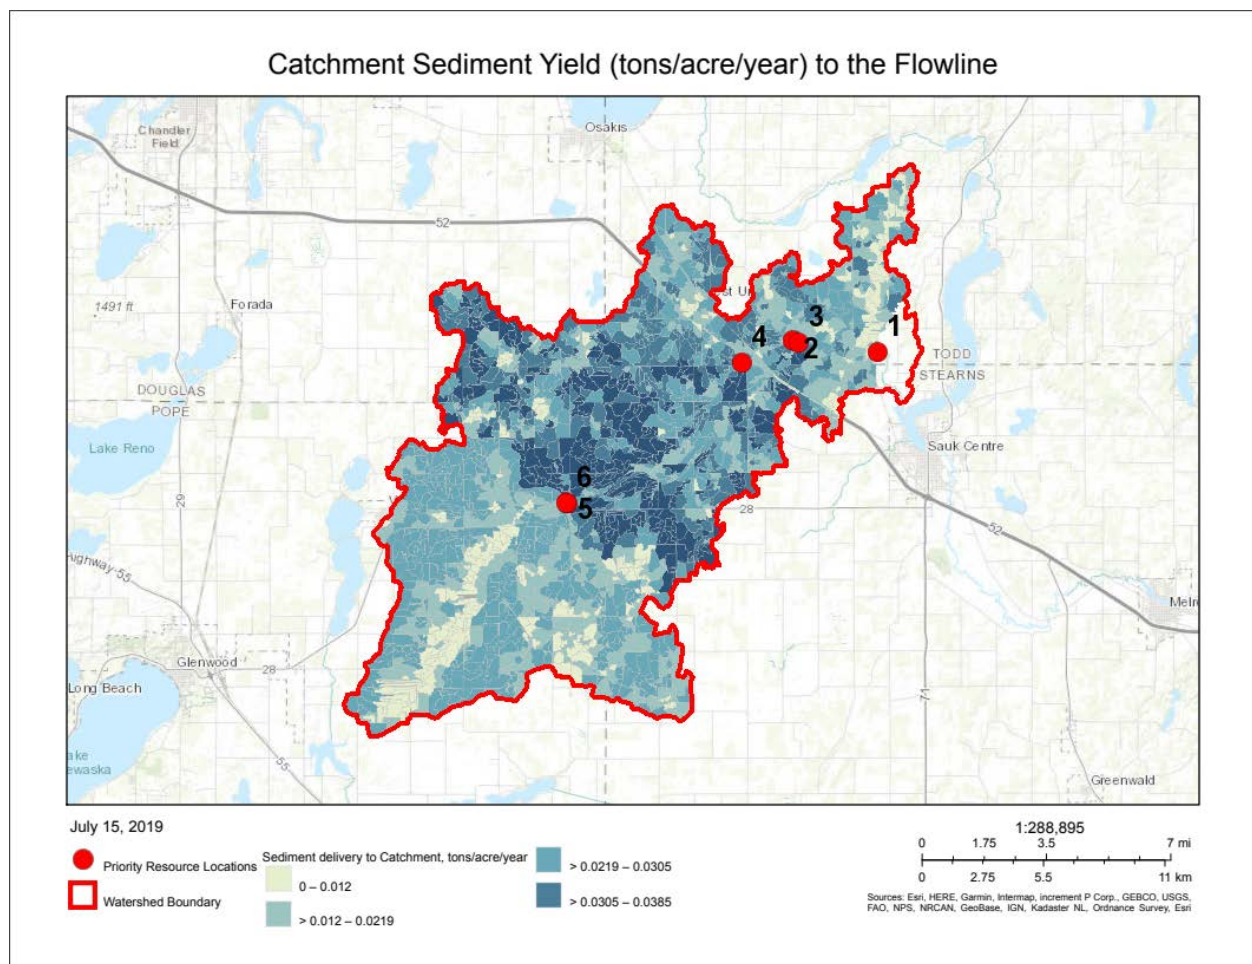 Catchment Sediment Yield (tons/acre/year) to the Flowline
Chandler
Field
Osakis
52
st Un
1491 ft
Forada
3
1
4
2
TODD
STEARNS
DOUGLAS
POPE
Lake Reno
Sauk Centre
29
6
5
28
52
Highway 55
Melr
Glenwood
28
Long Beach
71
55
ake
ewaska
Greenwald
July 15, 2019
Priority Resource Locations
Watershed Boundary
Sediment delivery to Catchment, tons/acre/year
0 – 0.012
> 0.012 – 0.0219
> 0.0219 – 0.0305
> 0.0305 – 0.0385
1:288,895
0 1.75 3.5 7 mi
0 2.75 5.5 11 km
Sources: Esri, HERE, Garmin, Intermap, increment P Corp., GEBCO, USGS,
FAO, NPS, NRCAN, GeoBase, IGN, Kadaster NL, Ordnance Survey, Esri